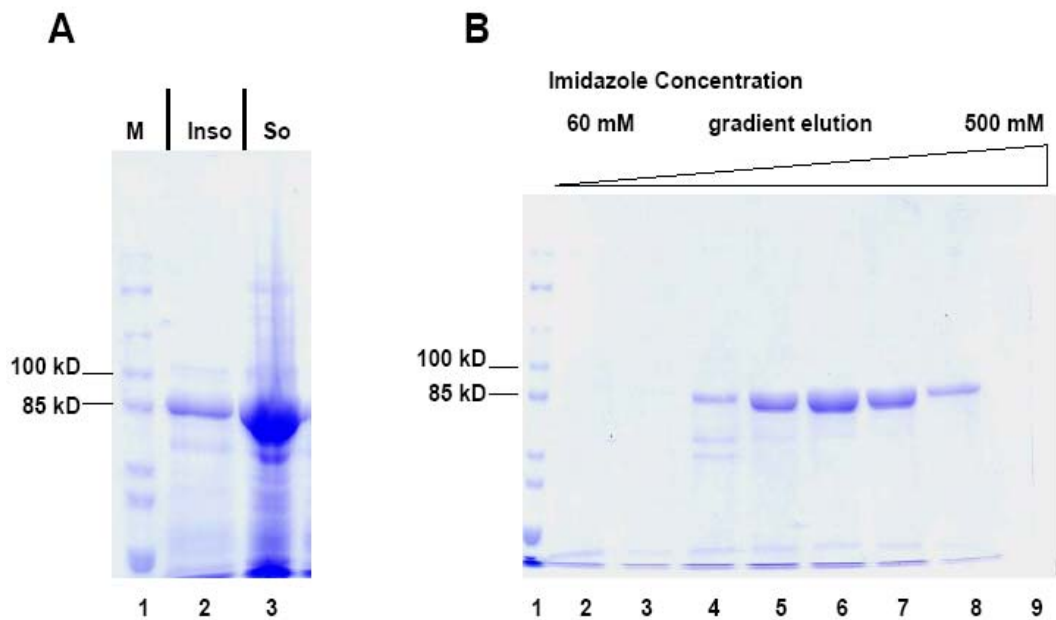 A
M Inso So
100 kD
85 kD
1 2 3
B
Imidazole Concentration
60 mM gradient elution 500 mM
100 kD
85 kD
1 2 3 4 5 6 7 8 9